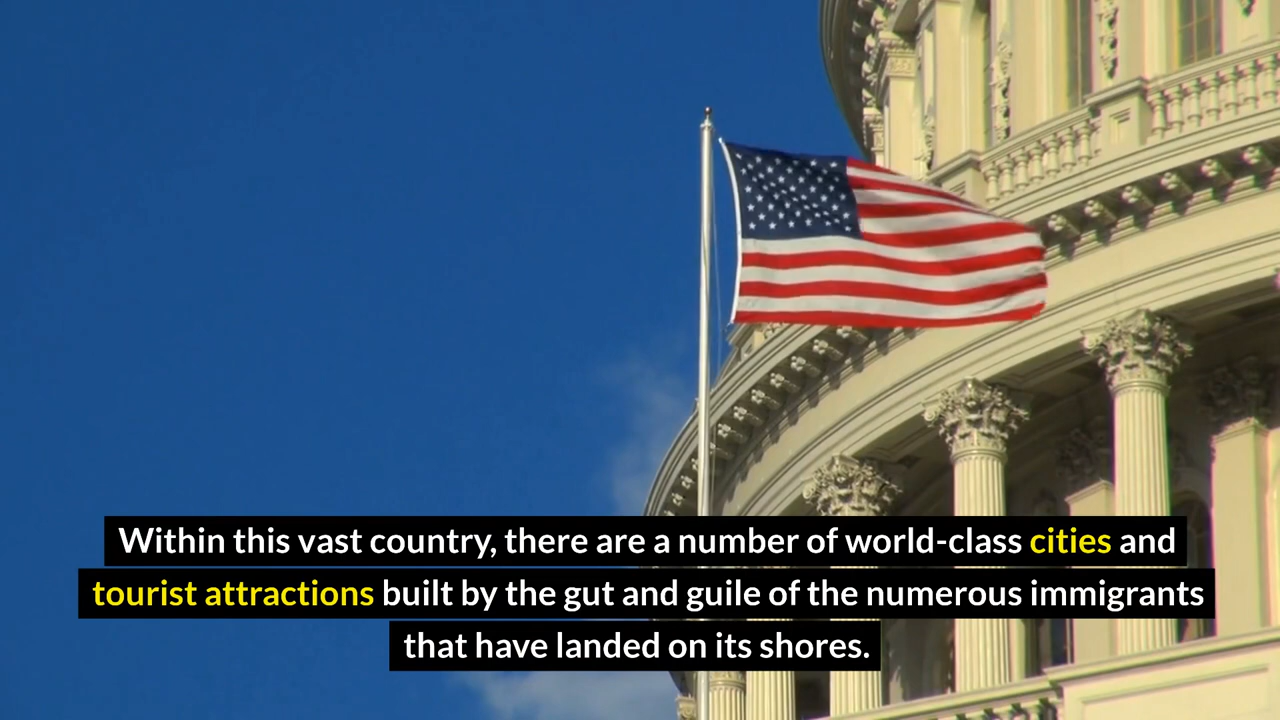 Within this vast country, there are a number of world-class cities and
tourist attractions built by the gut and guile of the numerous immigrants
that have landed on its shores.